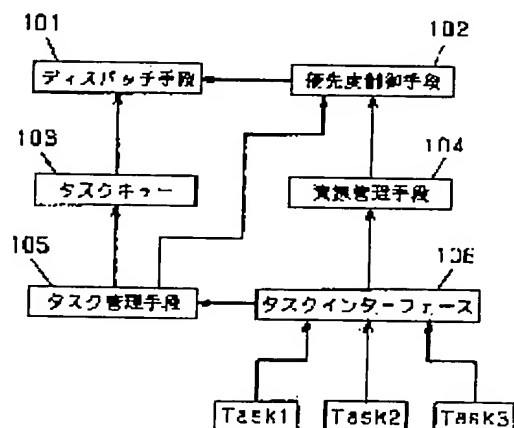 101
102
ディスパッチ手段
優先度制御手段
103
104
タスクキュー
資源管理手段
105
106
タスク管理手段
タスクインターフェース
Task1
Task2
Task3